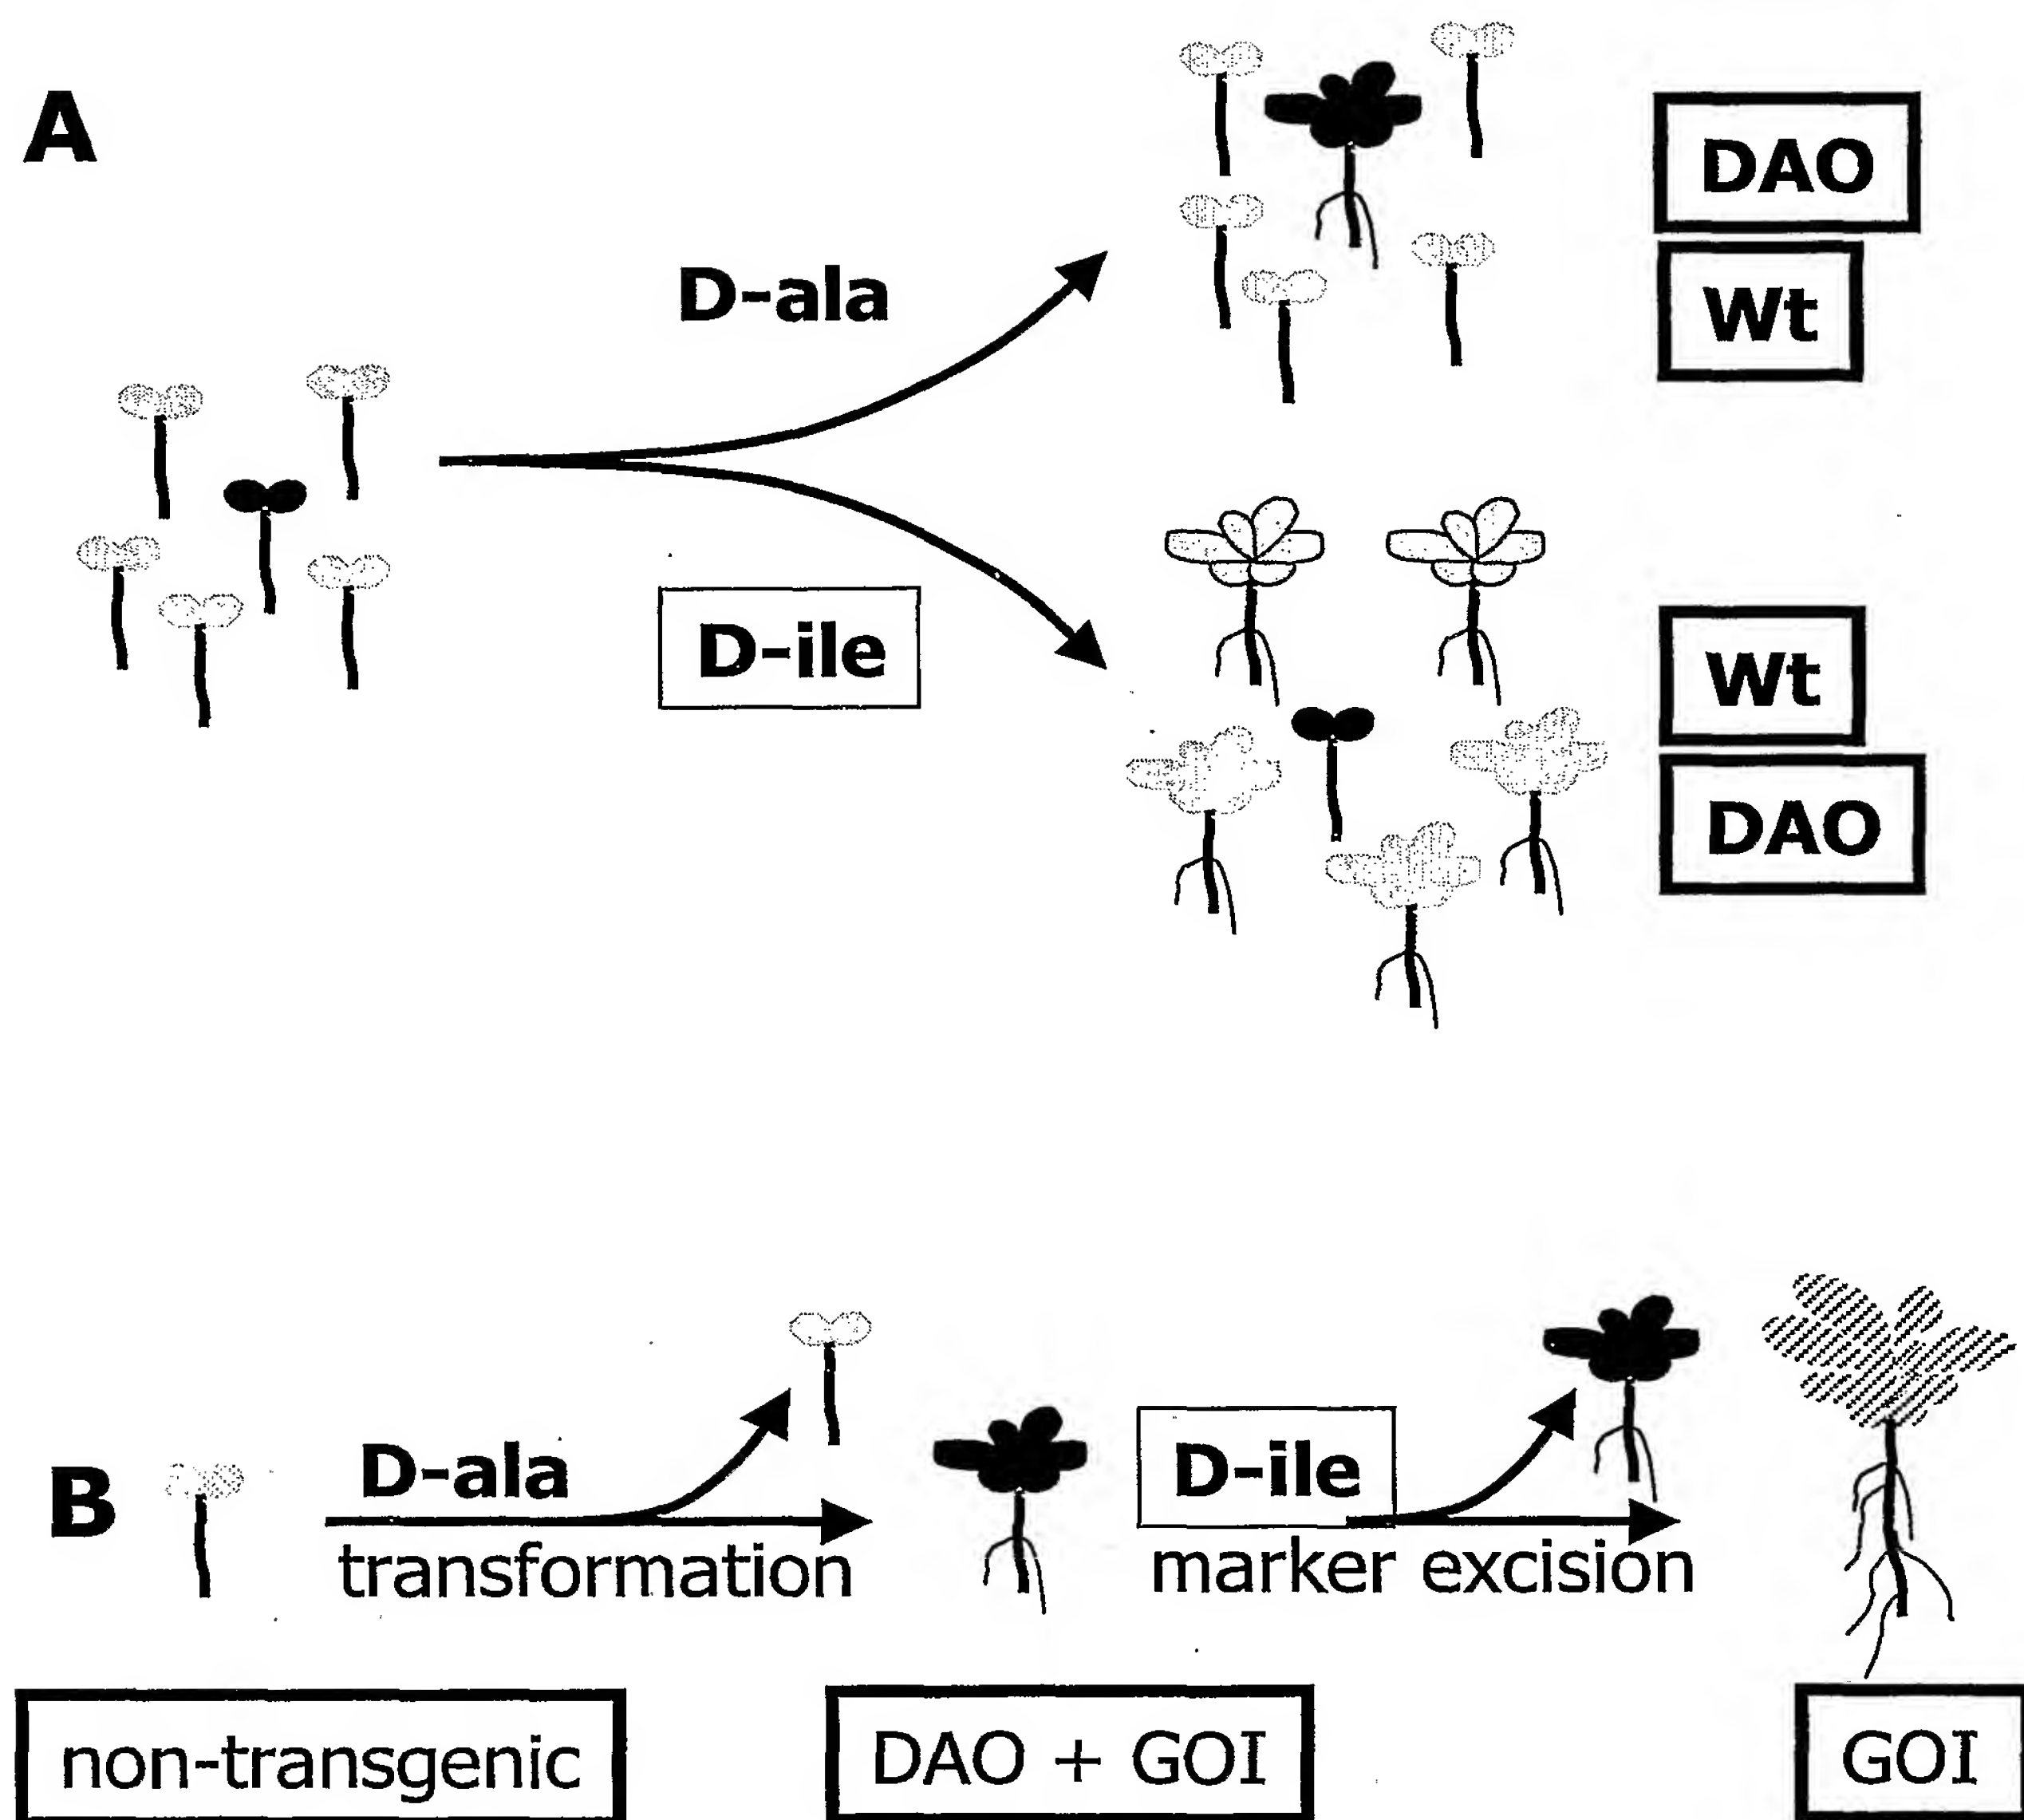 A
D-ala
DAO
Wt
D-ile
Wt
DAO
B
D-ala
transformation
D-ile
marker excision
non-transgenic
DAO + GOI
GOI